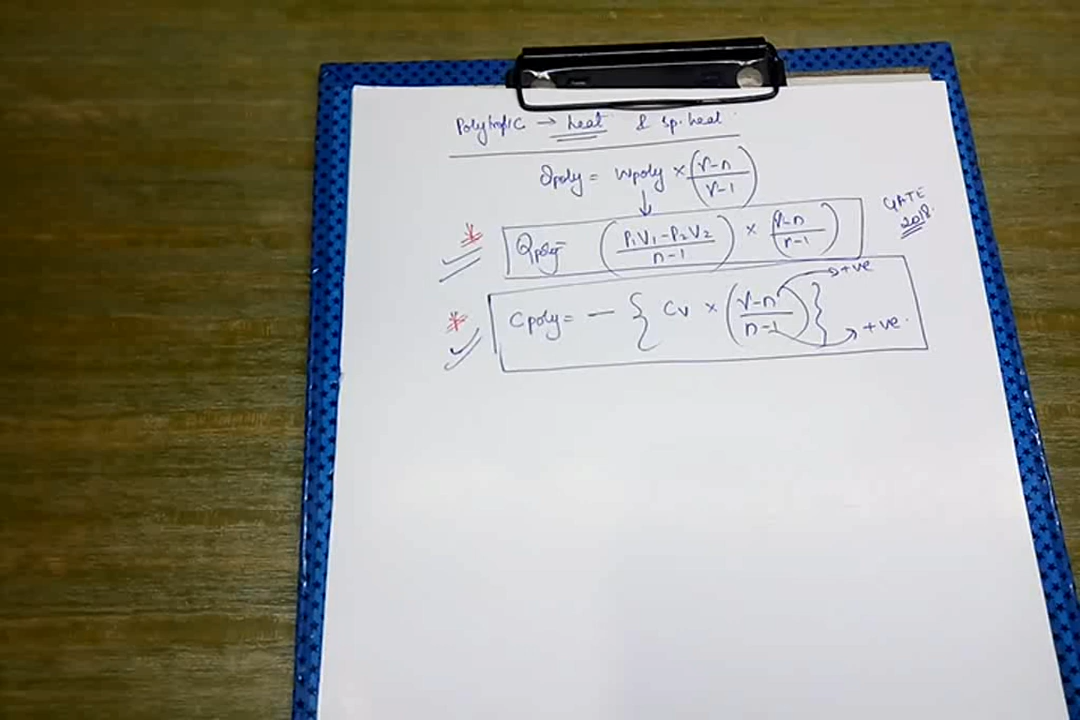 Polytropic → heat & sp. heat
Qpoly = Wpoly × (γ-n / γ-1)
Qpoly = (P1V1-P2V2 / n-1) × (γ-n / γ-1)
GATE
2018
Cpoly = - { Cv × (γ-n / n-1) }
+ve
+ve